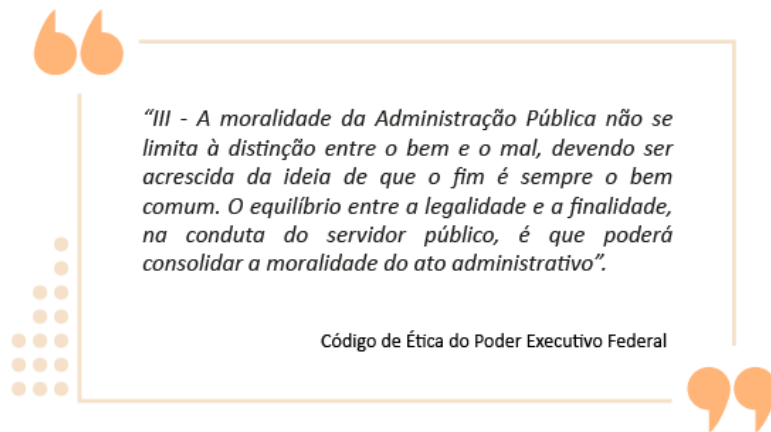 “III - A moralidade da Administração Pública não se
limita à distinção entre o bem e o mal, devendo ser
acrescida da ideia de que o fim é sempre o bem
comum. O equilíbrio entre a legalidade e a finalidade,
na conduta do servidor público, é que poderá
consolidar a moralidade do ato administrativo”.
Código de Ética do Poder Executivo Federal